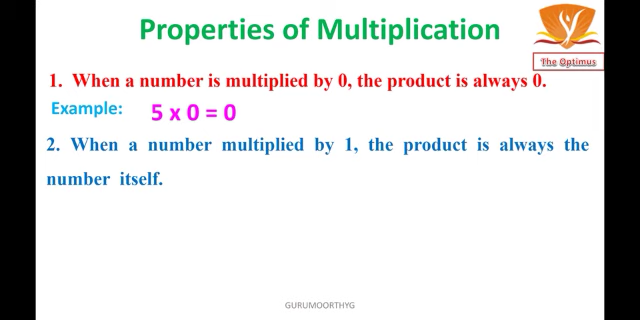 Properties of Multiplication
The Optimus
1. When a number is multiplied by 0, the product is always 0.
Example: 5 x 0 = 0
2. When a number multiplied by 1, the product is always the
number itself.
GURUMOORTHYG